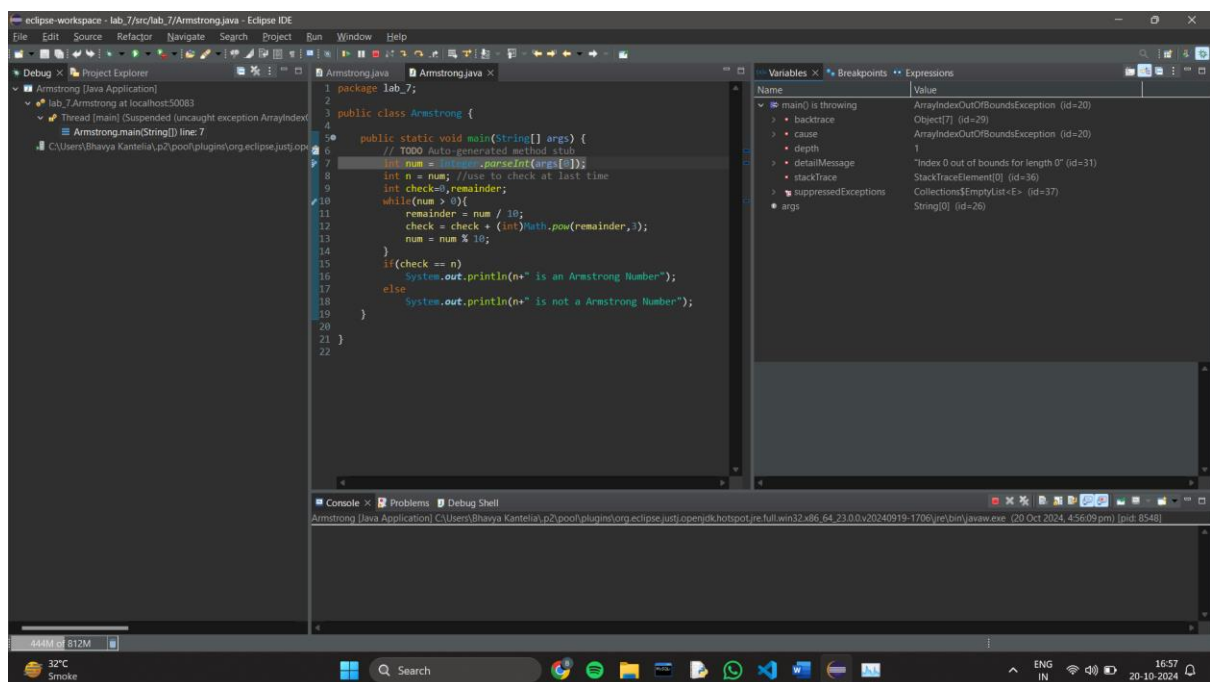 eclipse-workspace - lab_7/src/lab_7/Armstrong.java - Eclipse IDE
File Edit Source Refactor Navigate Search Project Run Window Help
Debug Project Explorer
Armstrong [Java Application]
lab_7.Armstrong at localhost:50083
Thread [main] (Suspended (uncaught exception ArrayIndexO
Armstrong.main(String[]) line: 7
C:\Users\Bhavya Kantelia\.p2\pool\plugins\org.eclipse.justj.ope
Armstrong.java Armstrong.java
1 package lab_7;
2
3 public class Armstrong {
4
5 public static void main(String[] args) {
6 // TODO Auto-generated method stub
7 int num = Integer.parseInt(args[0]);
8 int n = num; //use to check at last time
9 int check=0,remainder;
10 while(num > 0){
11 remainder = num / 10;
12 check = check + (int)Math.pow(remainder,3);
13 num = num % 10;
14 }
15 if(check == n)
16 System.out.println(n+" is an Armstrong Number");
17 else
18 System.out.println(n+" is not a Armstrong Number");
19 }
20
21 }
22
Variables Breakpoints Expressions
Name Value
main() is throwing ArrayIndexOutOfBoundsException (id=20)
backtrace Object[7] (id=29)
cause ArrayIndexOutOfBoundsException (id=20)
depth 1
detailMessage "Index 0 out of bounds for length 0" (id=31)
stackTrace StackTraceElement[0] (id=36)
suppressedExceptions Collections$EmptyList<E> (id=37)
args String[0] (id=26)
Console Problems Debug Shell
Armstrong [Java Application] C:\Users\Bhavya Kantelia\.p2\pool\plugins\org.eclipse.justj.openjdk.hotspot.jre.full.win32.x86_64_23.0.0.v20240919-1706\jre\bin\javaw.exe (20 Oct 2024, 4:56:09 pm) [pid: 8548]
444M of 812M
32°C
Smoke
Search
ENG
IN
16:57
20-10-2024